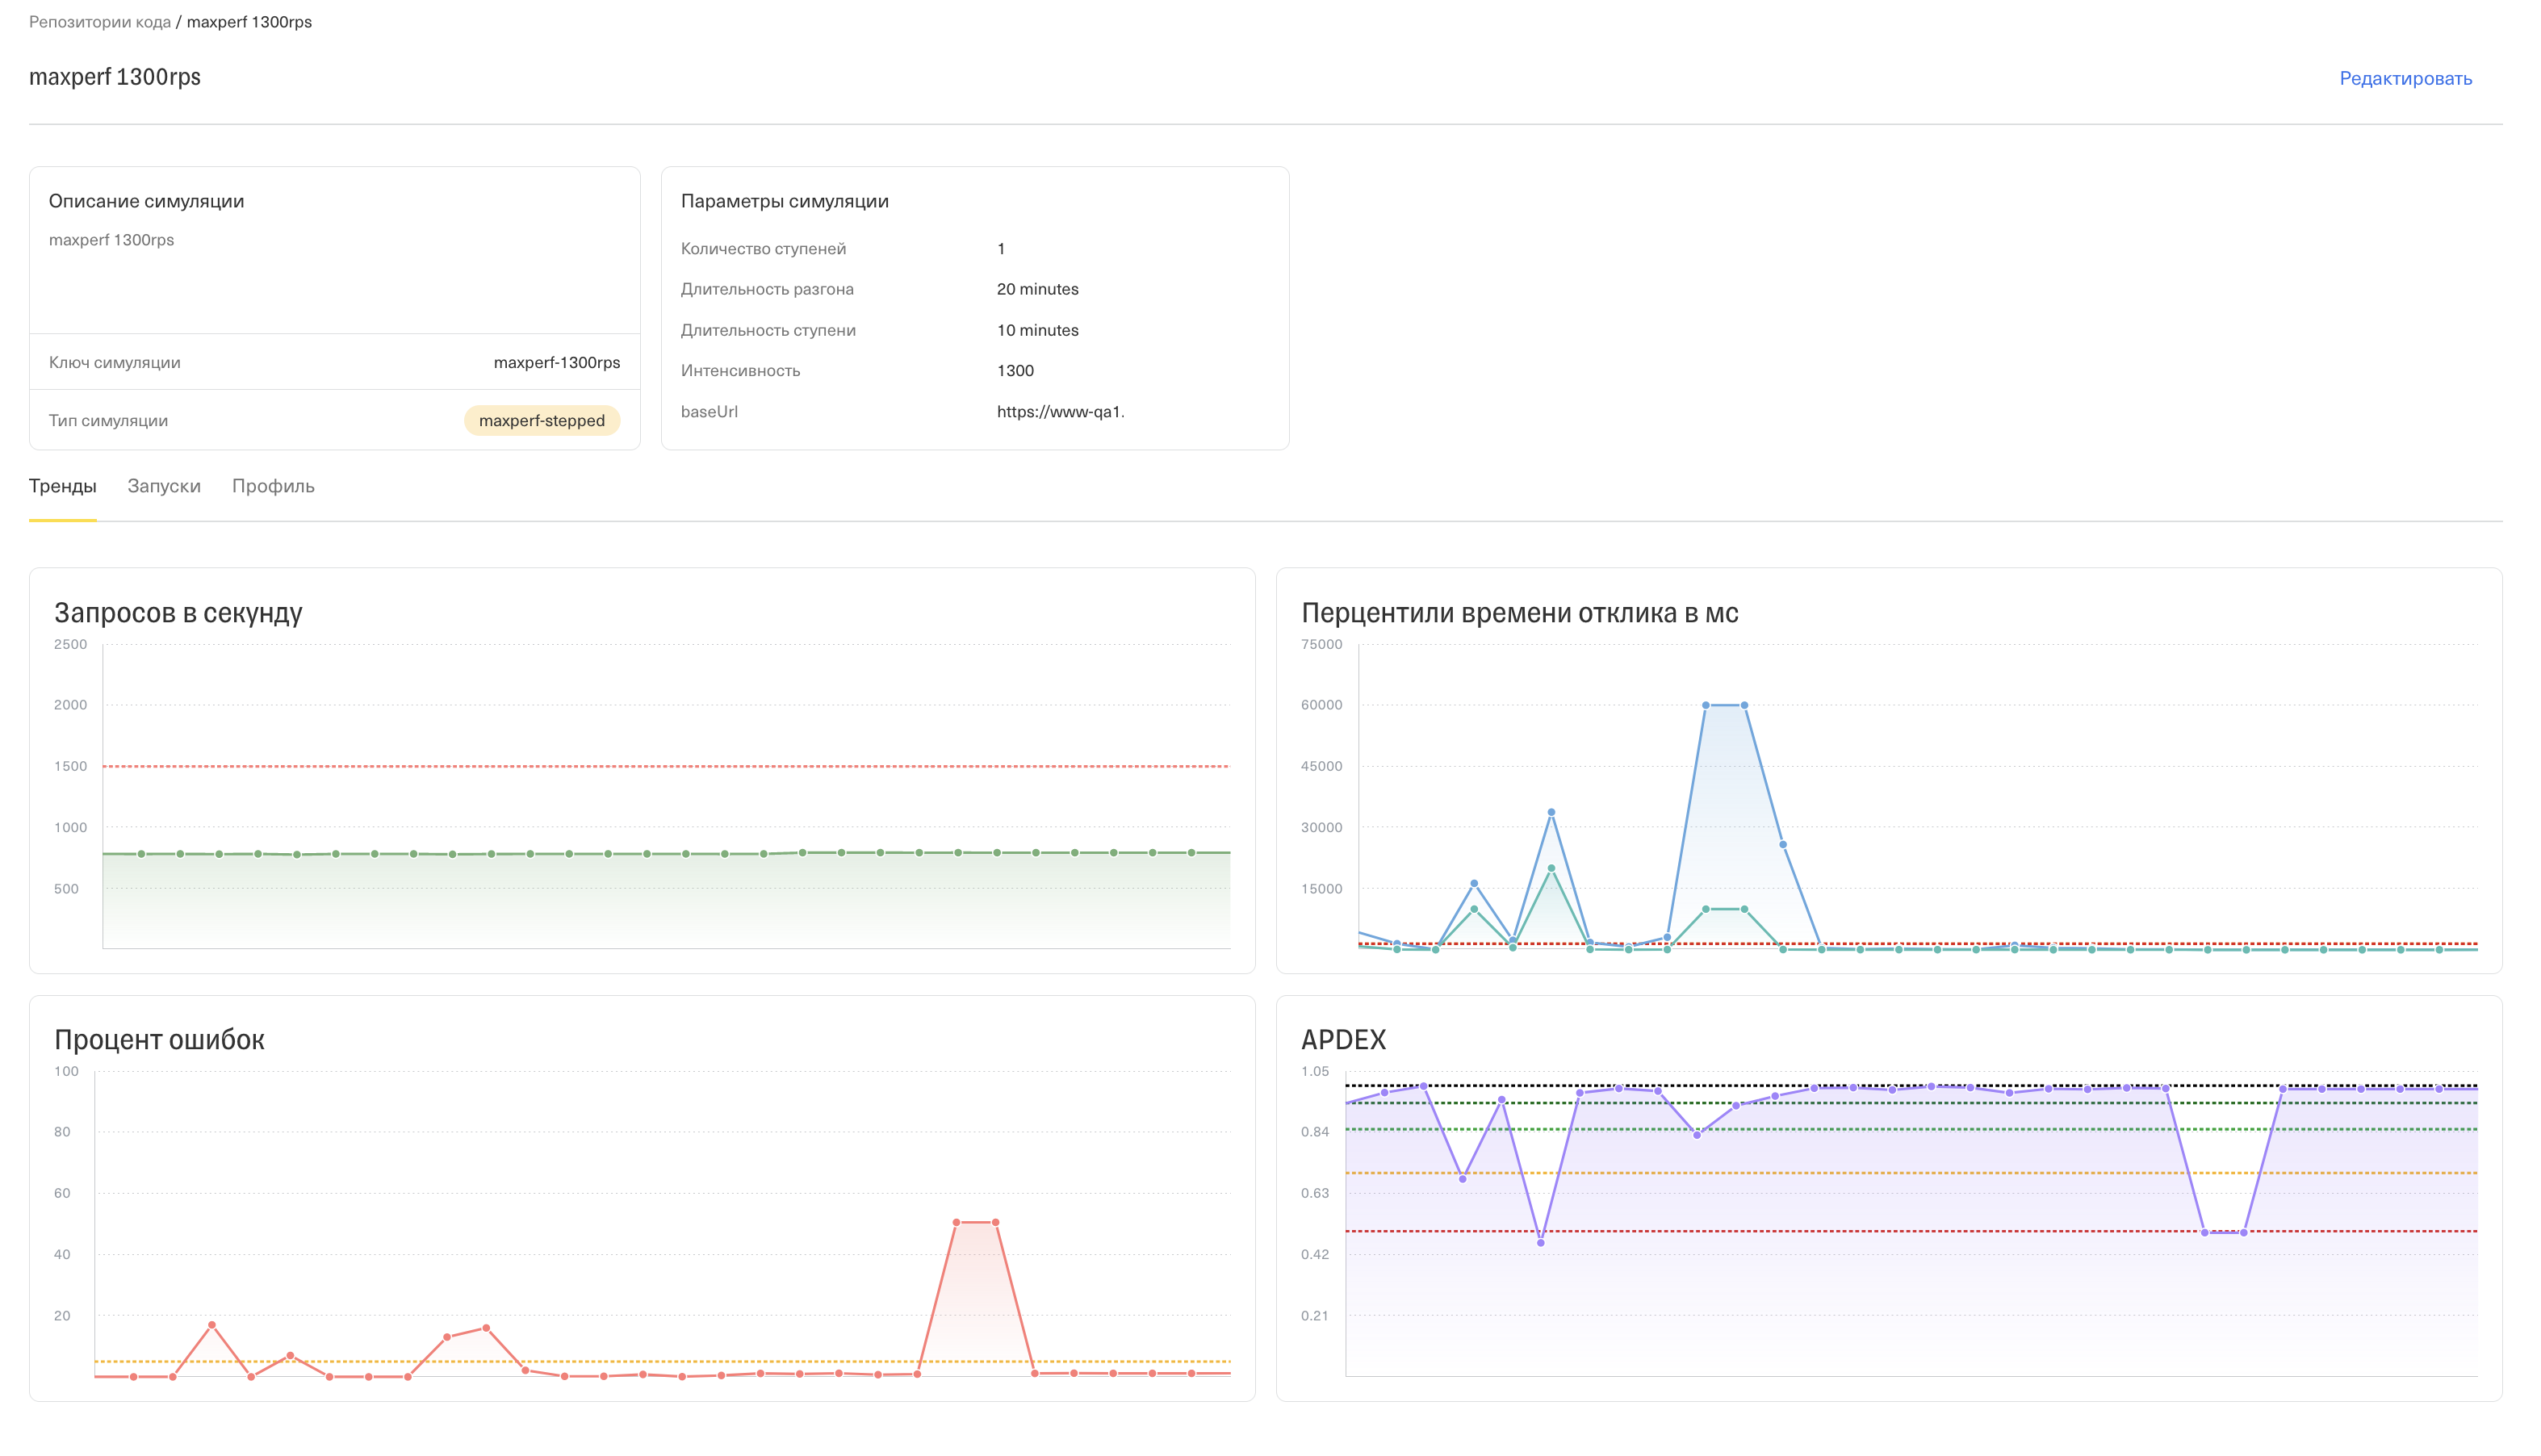 Репозитории кода / maxperf 1300rps
maxperf 1300rps
Редактировать
Описание симуляции
maxperf 1300rps
Ключ симуляции maxperf-1300rps
Тип симуляции maxperf-stepped
Параметры симуляции
Количество ступеней 1
Длительность разгона 20 minutes
Длительность ступени 10 minutes
Интенсивность 1300
baseUrl https://www-qa1.
Тренды Запуски Профиль
Запросов в секунду
2500
2000
1500
1000
500
Перцентили времени отклика в мс
75000
60000
45000
30000
15000
Процент ошибок
100
80
60
40
20
APDEX
1.05
0.84
0.63
0.42
0.21